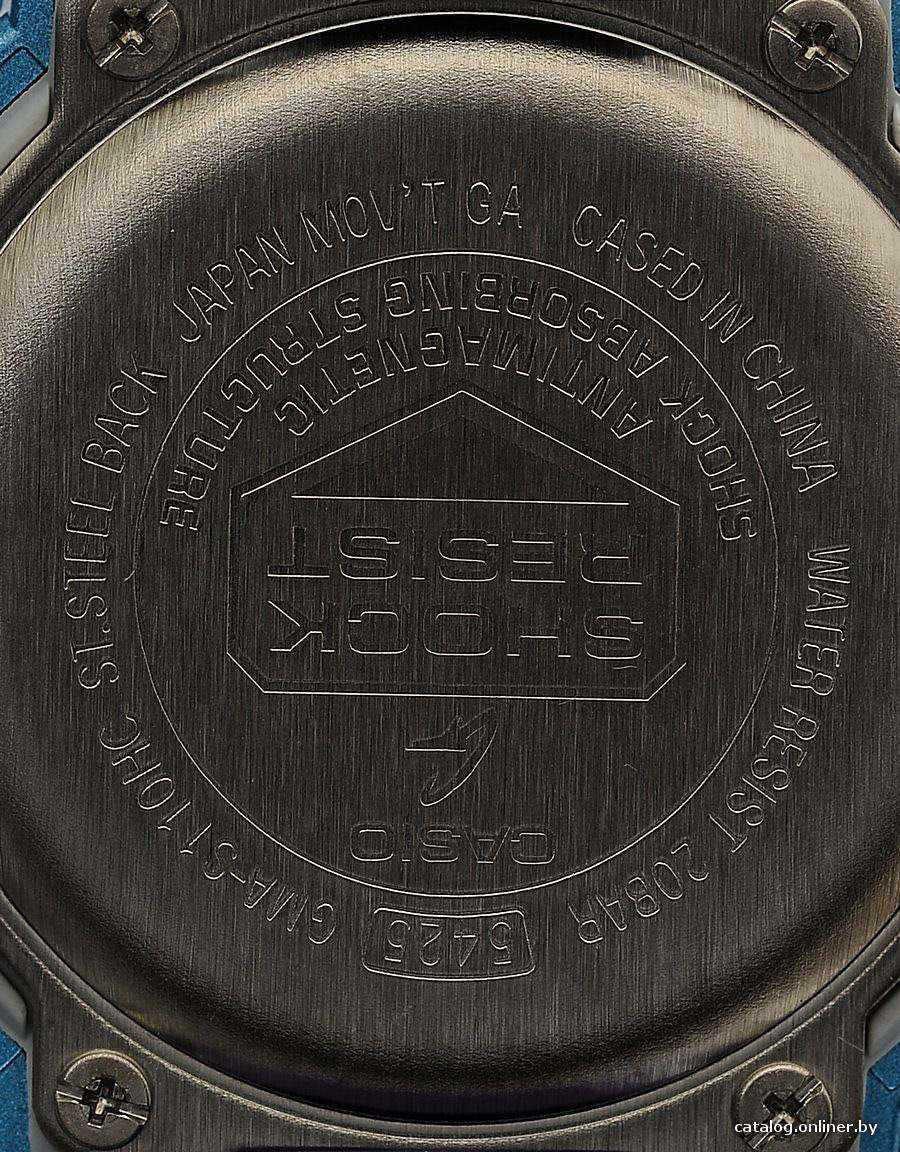 GMA-S110HC ST.STEEL BACK JAPAN MOV'T GA CASED IN CHINA WATER RESIST 20BAR
5425
CASIO
G
SHOCK
RESIST
ANTIMAGNETIC
SHOCK ABSORBING STRUCTURE
catalog.onliner.by